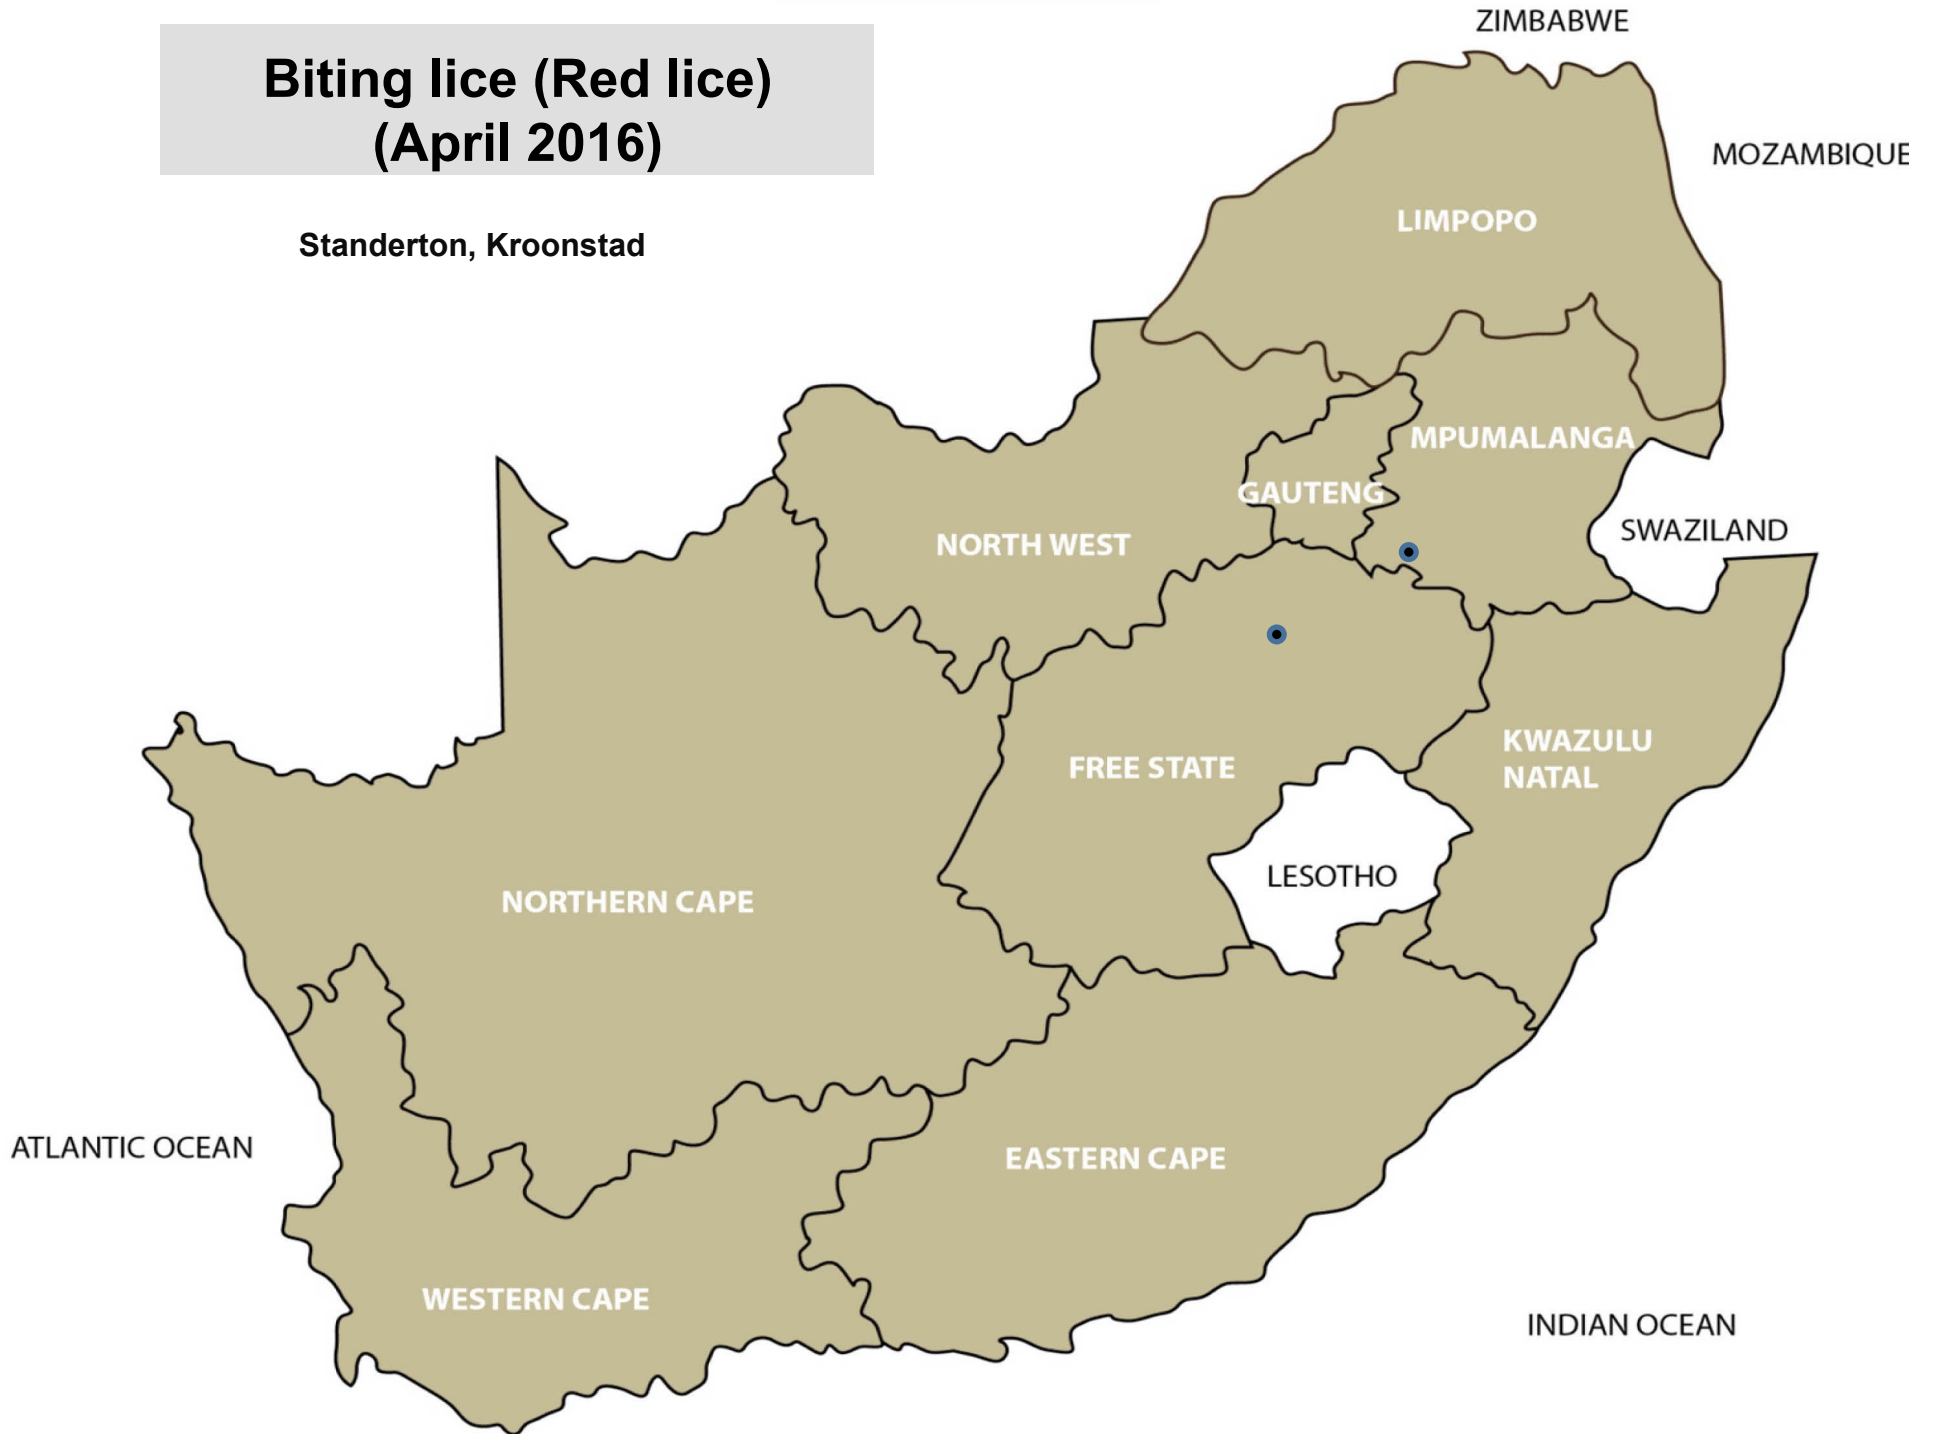 Biting lice (Red lice)
(April 2016)
Standerton, Kroonstad
ZIMBABWE
MOZAMBIQUE
LIMPOPO
MPUMALANGA
GAUTENG
SWAZILAND
NORTH WEST
KWAZULU
NATAL
FREE STATE
LESOTHO
NORTHERN CAPE
ATLANTIC OCEAN
EASTERN CAPE
WESTERN CAPE
INDIAN OCEAN